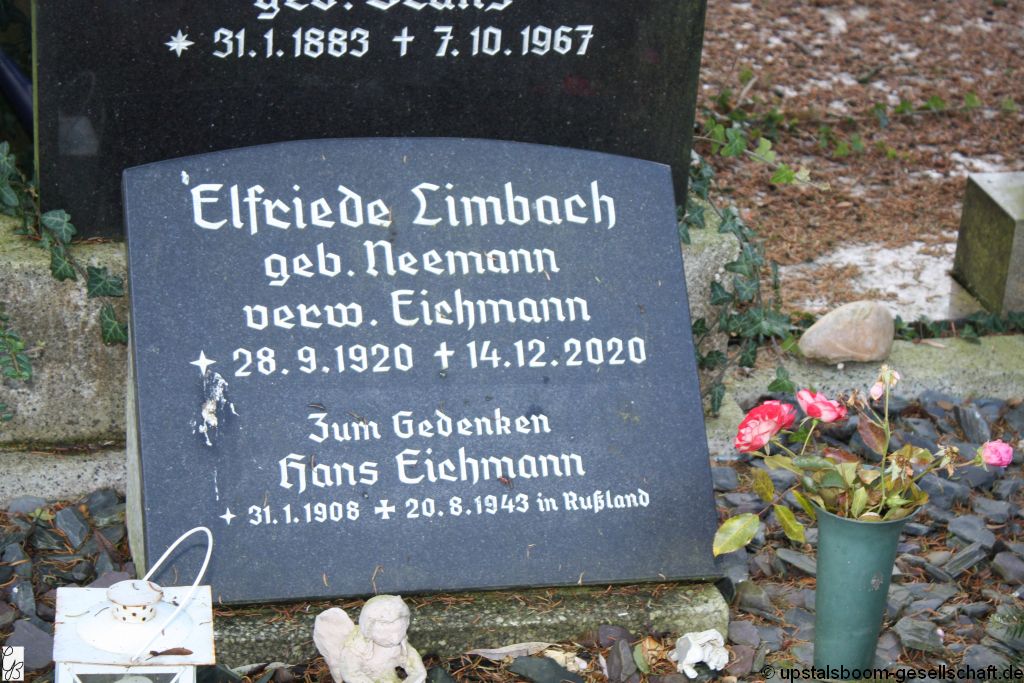 geb.
* 31.1.1883 † 7.10.1967
Elfriede Limbach
geb. Neemann
verw. Eichmann
* 28.9.1920 † 14.12.2020
Zum Gedenken
Hans Eichmann
* 31.1.1908 ✠ 20.8.1943 in Rußland
© upstalsboom-gesellschaft.de